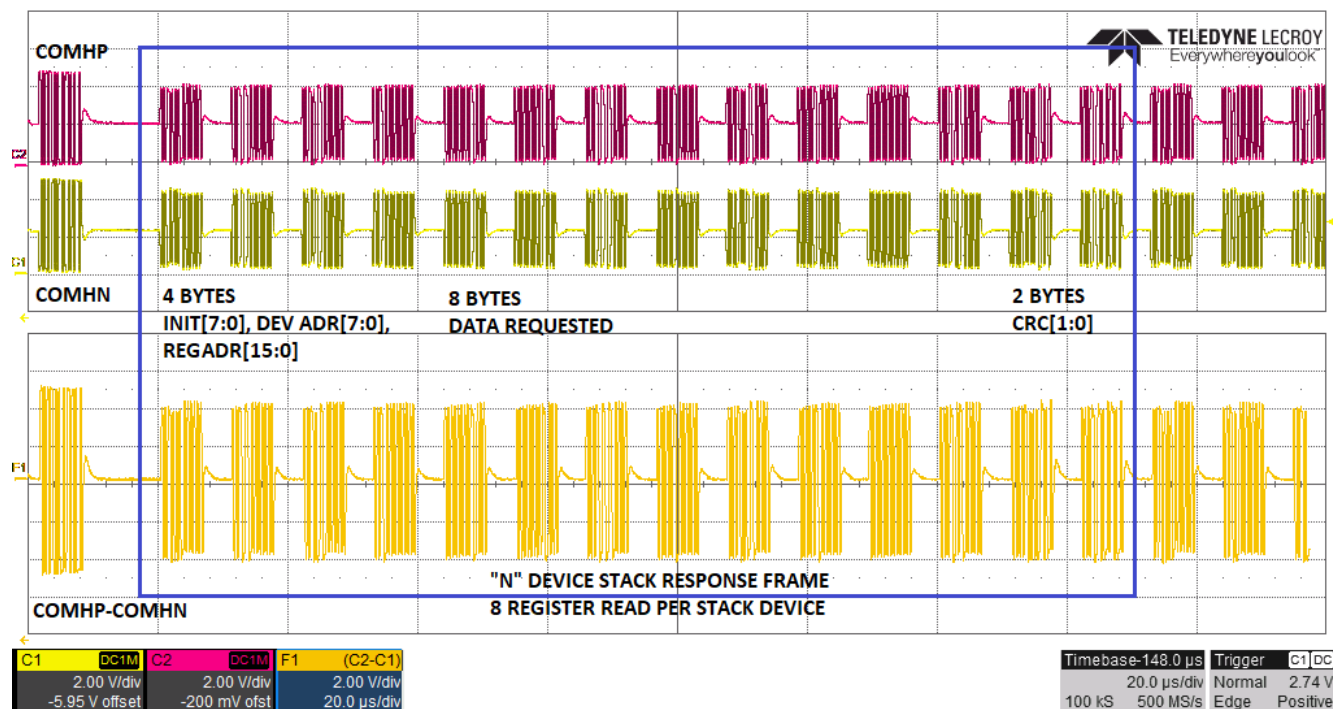 COMHP
TELEDYNE LECROY
Everywhereyoulook
C2
C1
COMHN
4 BYTES
INIT[7:0], DEV ADR[7:0],
REGADR[15:0]
8 BYTES
DATA REQUESTED
2 BYTES
CRC[1:0]
F1
"N" DEVICE STACK RESPONSE FRAME
8 REGISTER READ PER STACK DEVICE
COMHP-COMHN
C1 DC1M
2.00 V/div
-5.95 V offset
C2 DC1M
2.00 V/div
-200 mV ofst
F1 (C2-C1)
2.00 V/div
20.0 µs/div
Timebase -148.0 µs
20.0 µs/div
100 kS 500 MS/s
Trigger C1 DC
Normal 2.74 V
Edge Positive